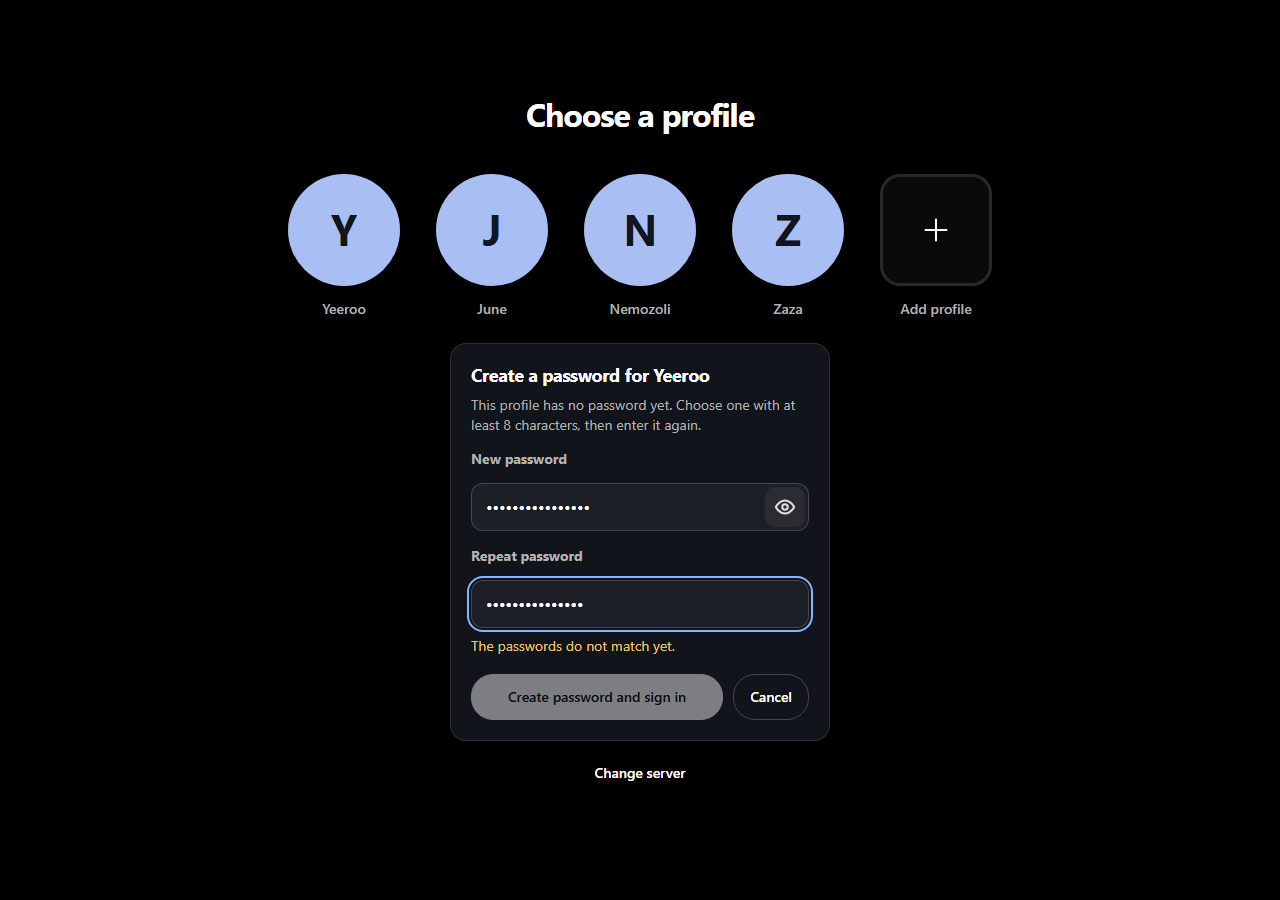 Choose a profile
Y
J
N
Z
Yeeroo
June
Nemozoli
Zaza
Add profile
Create a password for Yeeroo
This profile has no password yet. Choose one with at
least 8 characters, then enter it again.
New password
••••••••••••••••
Repeat password
•••••••••••••••
The passwords do not match yet.
Create password and sign in
Cancel
Change server